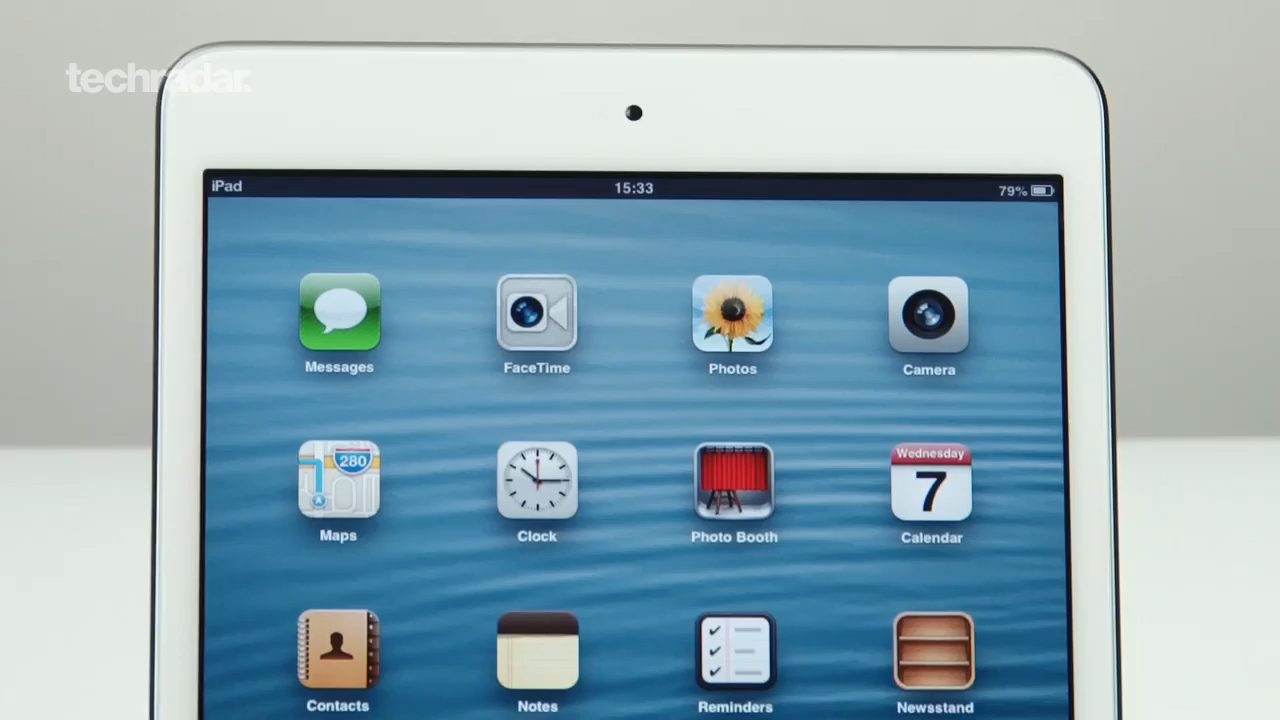 techradar.
iPad
15:33
79%
Messages
FaceTime
Photos
Camera
280
Wednesday
7
Maps
Clock
Photo Booth
Calendar
Contacts
Notes
Reminders
Newsstand